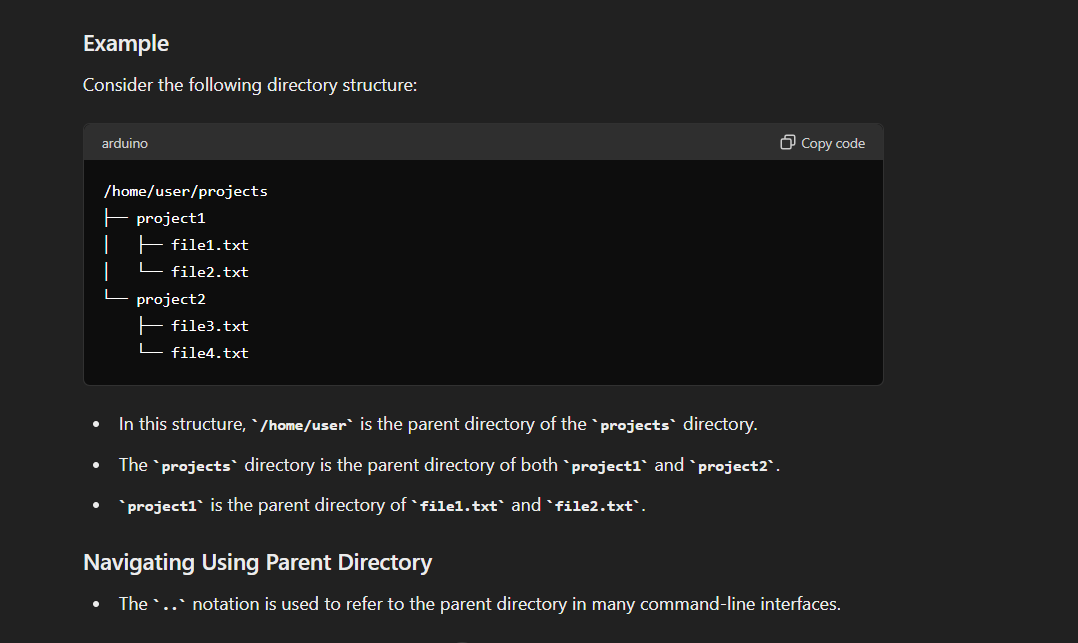 Example
Consider the following directory structure:
arduino
Copy code
/home/user/projects
├── project1
│   ├── file1.txt
│   └── file2.txt
└── project2
    ├── file3.txt
    └── file4.txt
• In this structure, `/home/user` is the parent directory of the `projects` directory.
• The `projects` directory is the parent directory of both `project1` and `project2`.
• `project1` is the parent directory of `file1.txt` and `file2.txt`.
Navigating Using Parent Directory
• The `..` notation is used to refer to the parent directory in many command-line interfaces.